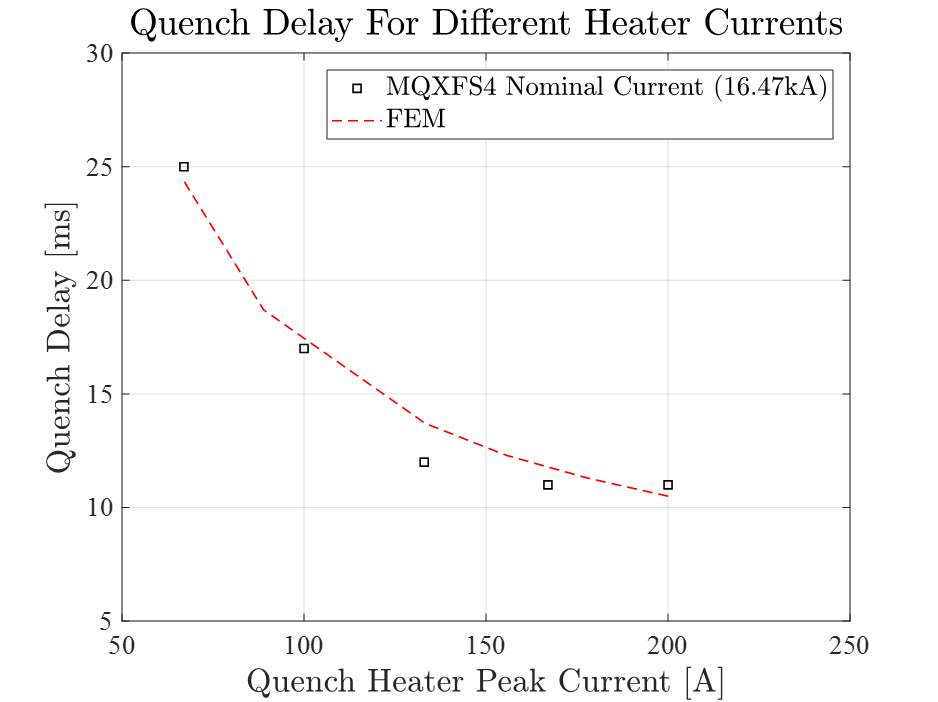 Quench Delay For Different Heater Currents
30
25
20
15
10
5
50
100
150
200
250
Quench Delay [ms]
Quench Heater Peak Current [A]
MQXFS4 Nominal Current (16.47kA)
FEM